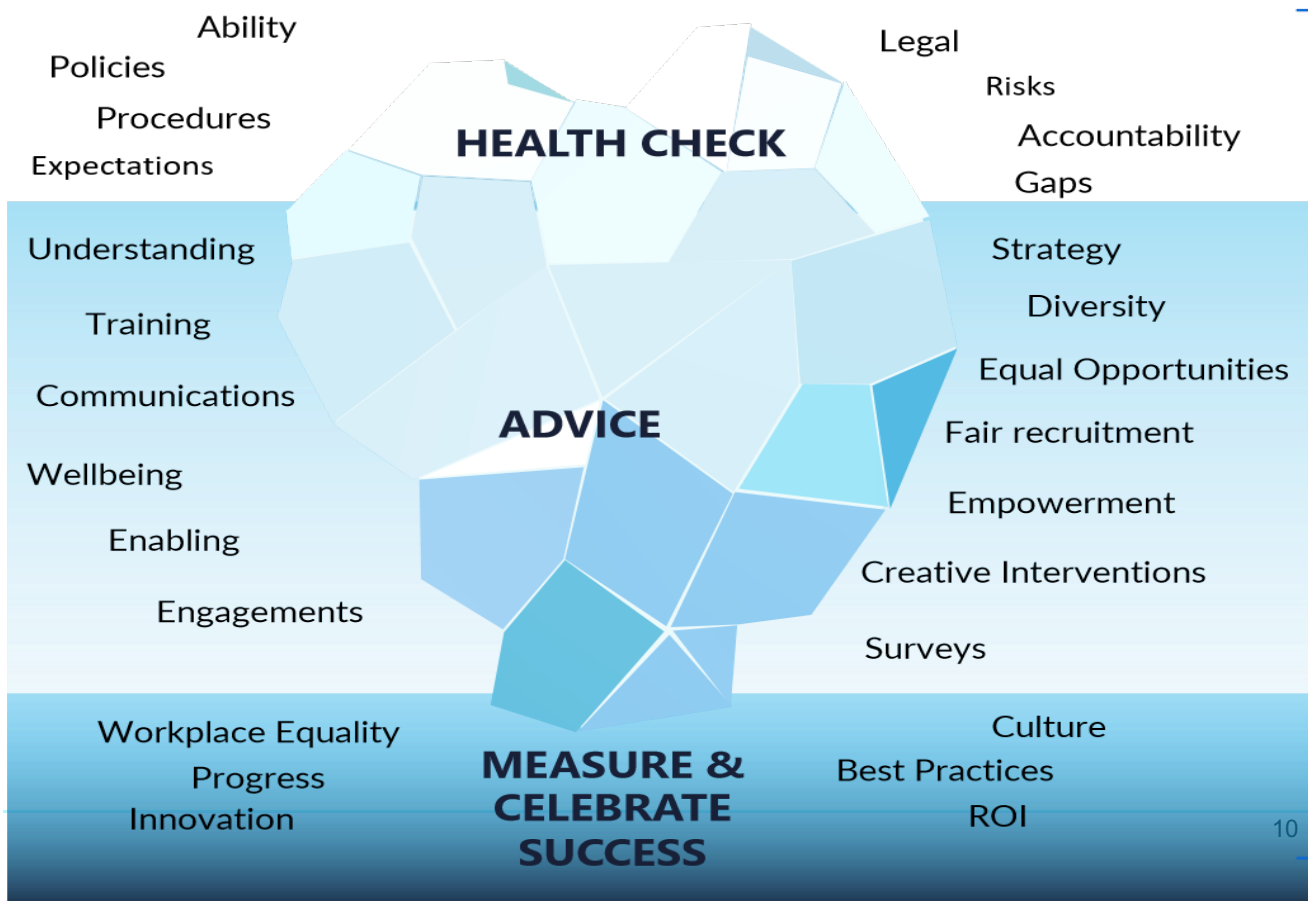 Ability
Policies
Procedures
Expectations
Legal
Risks
Accountability
Gaps
HEALTH CHECK
Understanding
Training
Communications
Wellbeing
Enabling
Engagements
Strategy
Diversity
Equal Opportunities
Fair recruitment
Empowerment
Creative Interventions
Surveys
ADVICE
Workplace Equality
Progress
Innovation
MEASURE &
CELEBRATE
SUCCESS
Culture
Best Practices
ROI
10